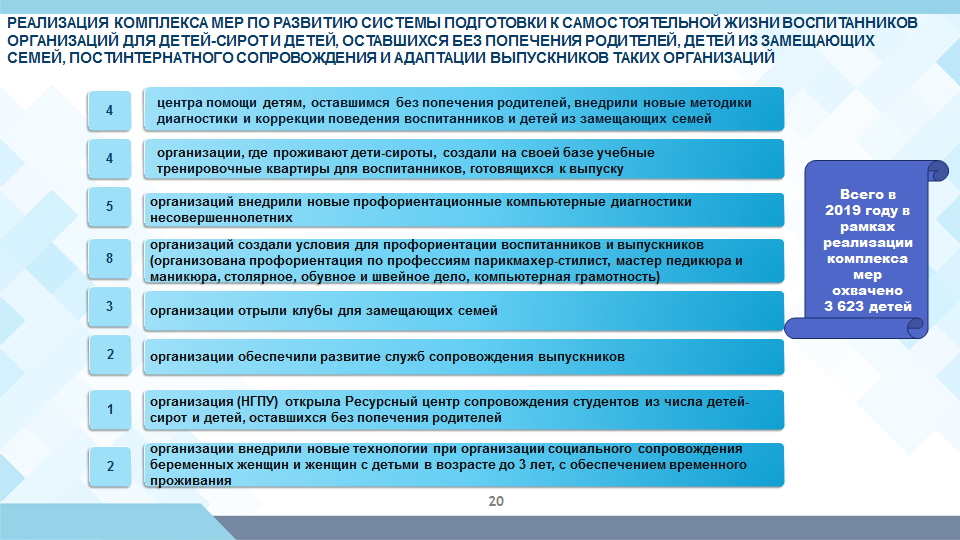 РЕАЛИЗАЦИЯ КОМПЛЕКСА МЕР ПО РАЗВИТИЮ СИСТЕМЫ ПОДГОТОВКИ К САМОСТОЯТЕЛЬНОЙ ЖИЗНИ ВОСПИТАННИКОВ
ОРГАНИЗАЦИЙ ДЛЯ ДЕТЕЙ-СИРОТ И ДЕТЕЙ, ОСТАВШИХСЯ БЕЗ ПОПЕЧЕНИЯ РОДИТЕЛЕЙ, ДЕТЕЙ ИЗ ЗАМЕЩАЮЩИХ
СЕМЕЙ, ПОСТИНТЕРНАТНОГО СОПРОВОЖДЕНИЯ И АДАПТАЦИИ ВЫПУСКНИКОВ ТАКИХ ОРГАНИЗАЦИЙ
4
центра помощи детям, оставшимся без попечения родителей, внедрили новые методики
диагностики и коррекции поведения воспитанников и детей из замещающих семей
4
организации, где проживают дети-сироты, создали на своей базе учебные
тренировочные квартиры для воспитанников, готовящихся к выпуску
5
организаций внедрили новые профориентационные компьютерные диагностики
несовершеннолетних
8
организаций создали условия для профориентации воспитанников и выпускников
(организована профориентация по профессиям парикмахер-стилист, мастер педикюра и
маникюра, столярное, обувное и швейное дело, компьютерная грамотность)
3
организации отрыли клубы для замещающих семей
2
организации обеспечили развитие служб сопровождения выпускников
1
организация (НГПУ) открыла Ресурсный центр сопровождения студентов из числа детей-
сирот и детей, оставшихся без попечения родителей
2
организации внедрили новые технологии при организации социального сопровождения
беременных женщин и женщин с детьми в возрасте до 3 лет, с обеспечением временного
проживания
Всего в
2019 году в
рамках
реализации
комплекса
мер
охвачено
3 623 детей
20